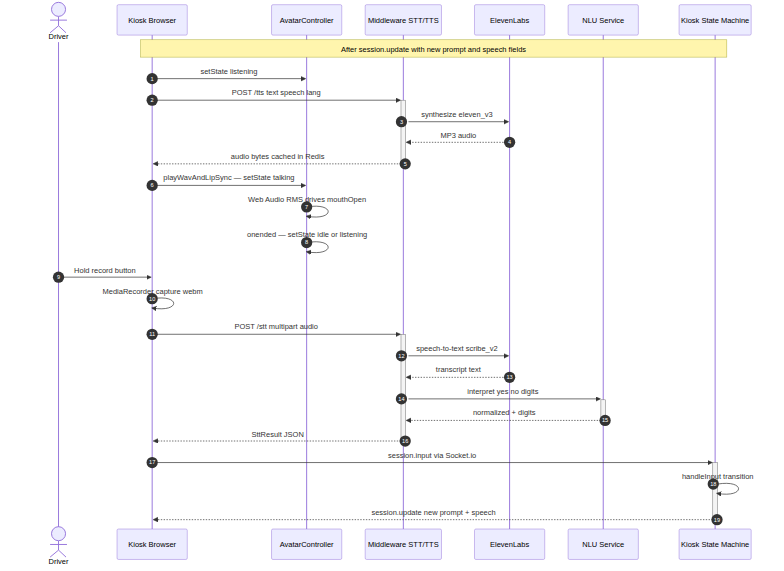 Driver
Kiosk Browser
AvatarController
Middleware STT/TTS
ElevenLabs
NLU Service
Kiosk State Machine
After session.update with new prompt and speech fields
1
setState listening
2
POST /tts text speech lang
3
synthesize eleven_v3
4
MP3 audio
5
audio bytes cached in Redis
6
playWavAndLipSync — setState talking
7
Web Audio RMS drives mouthOpen
8
onended — setState idle or listening
9
Hold record button
10
MediaRecorder capture webm
11
POST /stt multipart audio
12
speech-to-text scribe_v2
13
transcript text
14
interpret yes no digits
15
normalized + digits
16
SttResult JSON
17
session.input via Socket.io
18
handleInput transition
19
session.update new prompt + speech
Driver
Kiosk Browser
AvatarController
Middleware STT/TTS
ElevenLabs
NLU Service
Kiosk State Machine